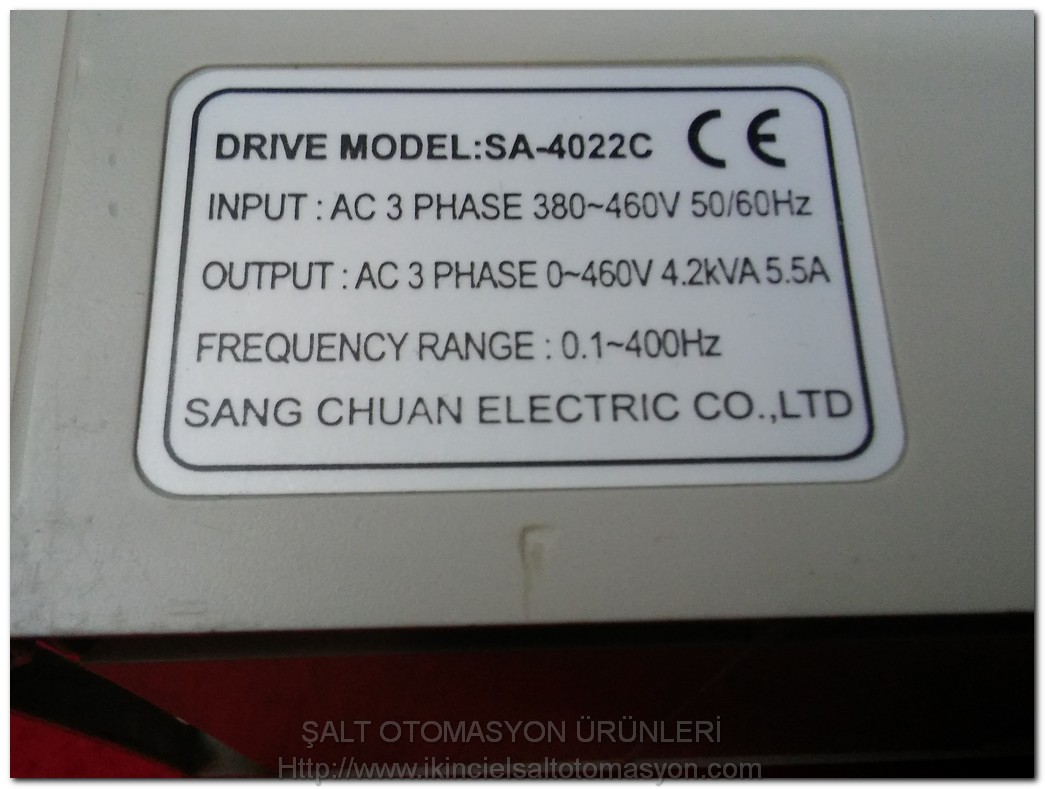 DRIVE MODEL:SA-4022C CE
INPUT : AC 3 PHASE 380~460V 50/60Hz
OUTPUT : AC 3 PHASE 0~460V 4.2kVA 5.5A
FREQUENCY RANGE : 0.1~400Hz
SANG CHUAN ELECTRIC CO.,LTD
ŞALT OTOMASYON ÜRÜNLERİ
Http://www.ikincielsaltotomasyon.com